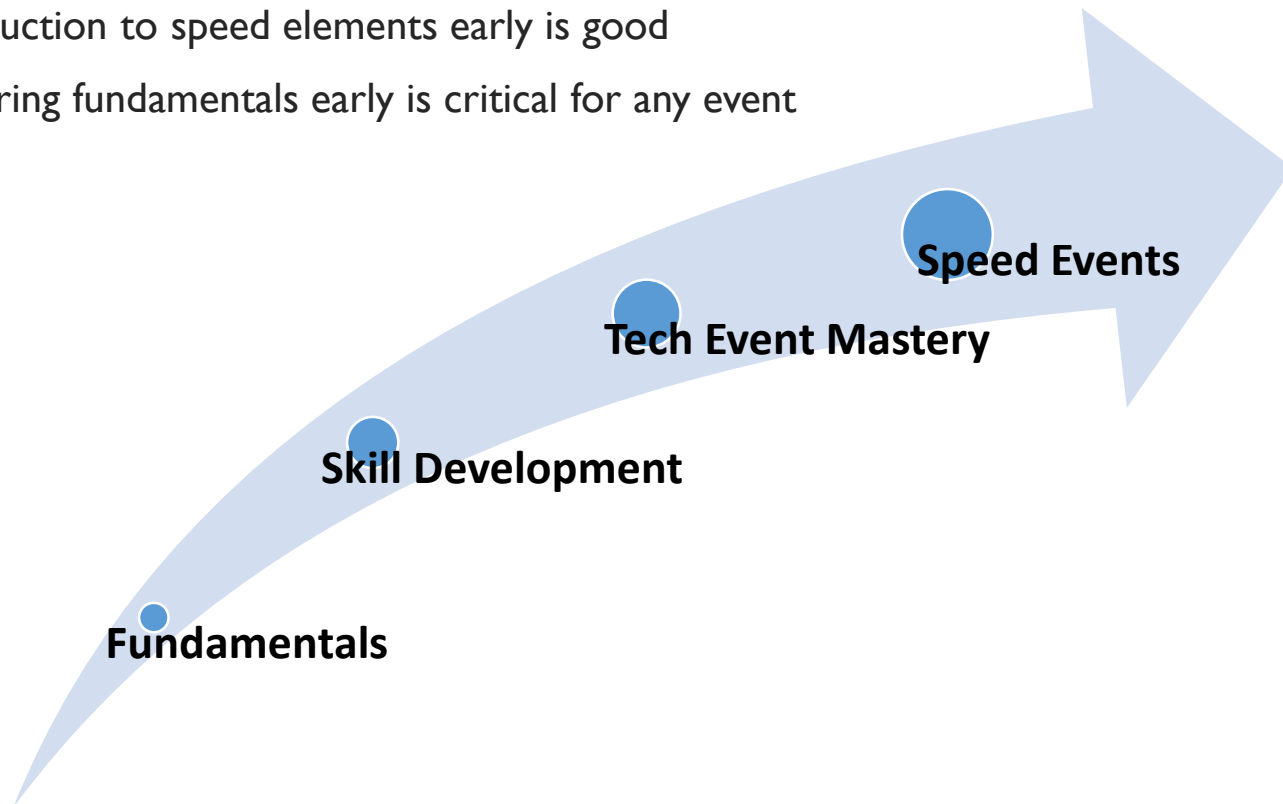 uction to speed elements early is good
ring fundamentals early is critical for any event
Speed Events
Tech Event Mastery
Skill Development
Fundamentals